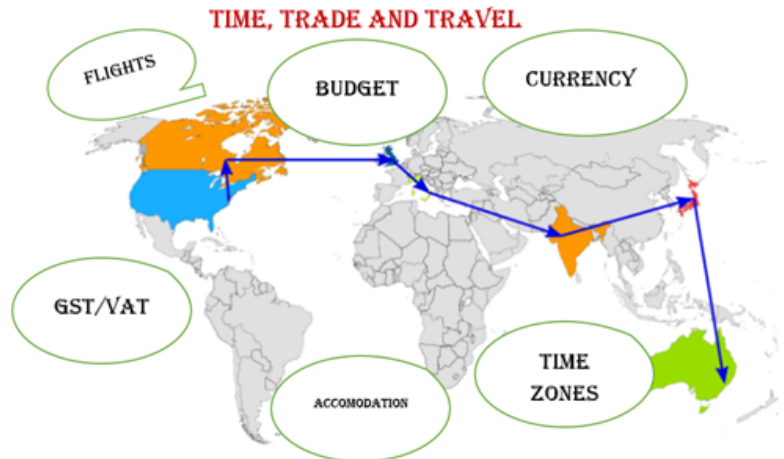 TIME, TRADE AND TRAVEL
FLIGHTS
BUDGET
CURRENCY
GST/VAT
TIME
ZONES
ACCOMODATION